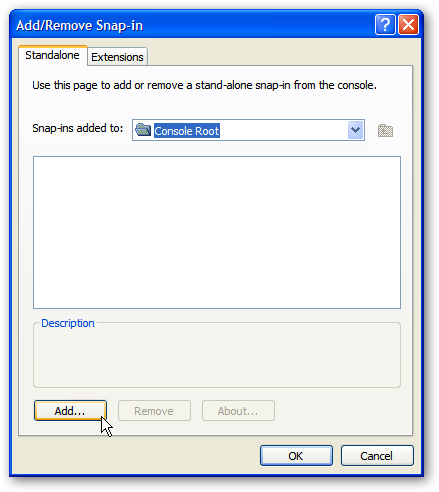 Add/Remove Snap-in
Standalone
Extensions
Use this page to add or remove a stand-alone snap-in from the console.
Snap-ins added to:
Console Root
Description
Add...
Remove
About...
OK
Cancel